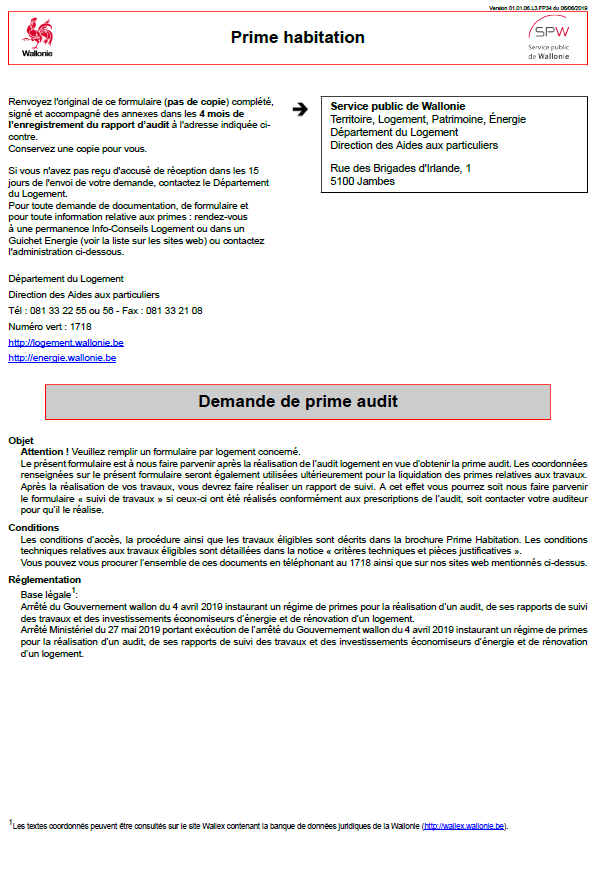 Version 01.01.06.L3.FP34 du 06/06/2019
Wallonie
Prime habitation
SPW
Service public
de Wallonie
Renvoyez l'original de ce formulaire (pas de copie) complété,
signé et accompagné des annexes dans les 4 mois de
l'enregistrement du rapport d'audit à l'adresse indiquée ci-
contre.
Conservez une copie pour vous.
Si vous n'avez pas reçu d'accusé de réception dans les 15
jours de l'envoi de votre demande, contactez le Département
du Logement.
Pour toute demande de documentation, de formulaire et
pour toute information relative aux primes : rendez-vous
à une permanence Info-Conseils Logement ou dans un
Guichet Energie (voir la liste sur les sites web) ou contactez
l'administration ci-dessous.
Service public de Wallonie
Territoire, Logement, Patrimoine, Énergie
Département du Logement
Direction des Aides aux particuliers
Rue des Brigades d'Irlande, 1
5100 Jambes
Département du Logement
Direction des Aides aux particuliers
Tél : 081 33 22 55 ou 56 - Fax : 081 33 21 08
Numéro vert : 1718
http://logement.wallonie.be
http://energie.wallonie.be
Demande de prime audit
Objet
Attention ! Veuillez remplir un formulaire par logement concerné.
Le présent formulaire est à nous faire parvenir après la réalisation de l'audit logement en vue d'obtenir la prime audit. Les coordonnées
renseignées sur le présent formulaire seront également utilisées ultérieurement pour la liquidation des primes relatives aux travaux.
Après la réalisation de vos travaux, vous devrez faire réaliser un rapport de suivi. A cet effet vous pourrez soit nous faire parvenir
le formulaire « suivi de travaux » si ceux-ci ont été réalisés conformément aux prescriptions de l'audit, soit contacter votre auditeur
pour qu'il le réalise.
Conditions
Les conditions d'accès, la procédure ainsi que les travaux éligibles sont décrits dans la brochure Prime Habitation. Les conditions
techniques relatives aux travaux éligibles sont détaillées dans la notice « critères techniques et pièces justificatives ».
Vous pouvez vous procurer l'ensemble de ces documents en téléphonant au 1718 ainsi que sur nos sites web mentionnés ci-dessus.
Réglementation
Base légale1:
Arrêté du Gouvernement wallon du 4 avril 2019 instaurant un régime de primes pour la réalisation d'un audit, de ses rapports de suivi
des travaux et des investissements économiseurs d'énergie et de rénovation d'un logement.
Arrêté Ministériel du 27 mai 2019 portant exécution de l'arrêté du Gouvernement wallon du 4 avril 2019 instaurant un régime de primes
pour la réalisation d'un audit, de ses rapports de suivi des travaux et des investissements économiseurs d'énergie et de rénovation
d'un logement.
1Les textes coordonnés peuvent être consultés sur le site Wallex contenant la banque de données juridiques de la Wallonie (http://wallex.wallonie.be).